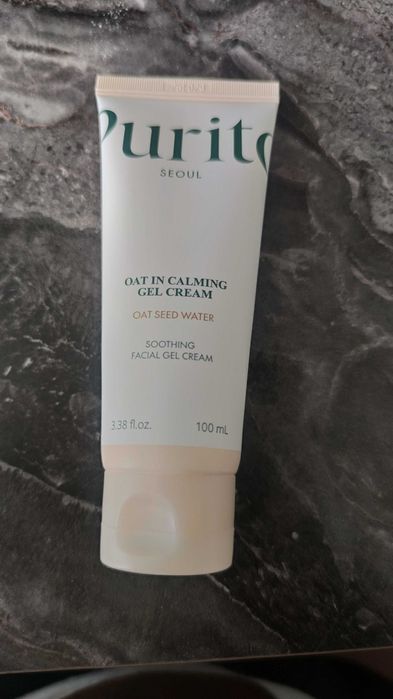 Purito
SEOUL
OAT IN CALMING
GEL CREAM
OAT SEED WATER
SOOTHING
FACIAL GEL CREAM
3.38 fl.oz. 100 mL